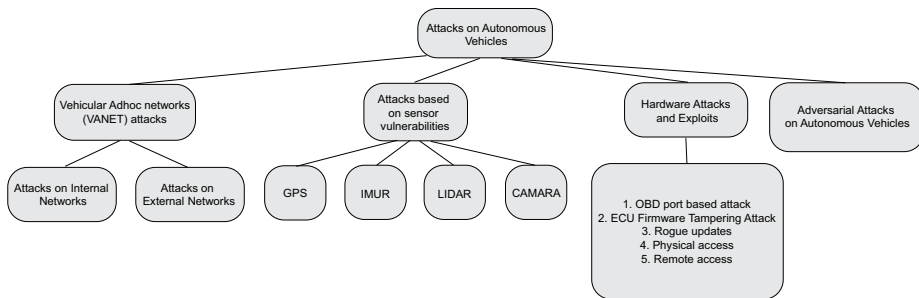 Attacks on Autonomous
Vehicles
Vehicular Adhoc networks
(VANET) attacks
Attacks based
on sensor
vulnerabilities
Hardware Attacks
and Exploits
Adversarial Attacks
on Autonomous Vehicles
Attacks on Internal
Networks
Attacks on
External Networks
GPS
IMUR
LIDAR
CAMARA
1. OBD port based attack
2. ECU Firmware Tampering Attack
3. Rogue updates
4. Physical access
5. Remote access